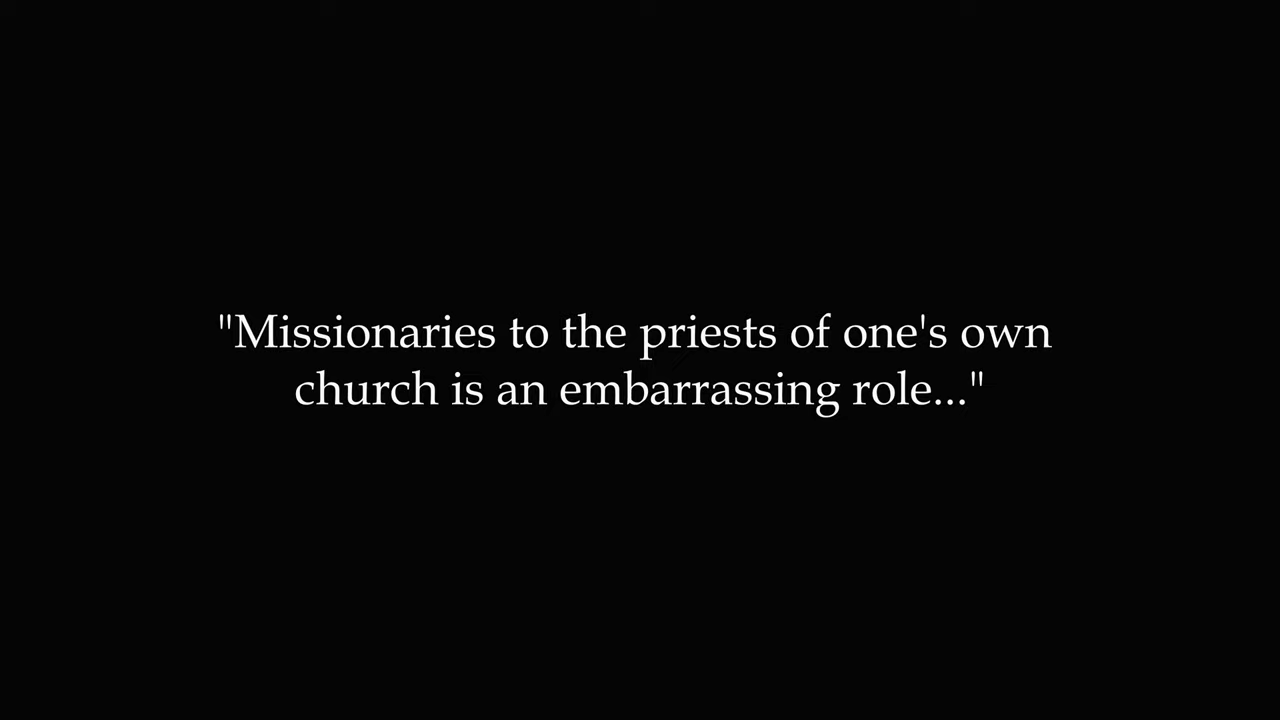 "Missionaries to the priests of one's own
church is an embarrassing role..."